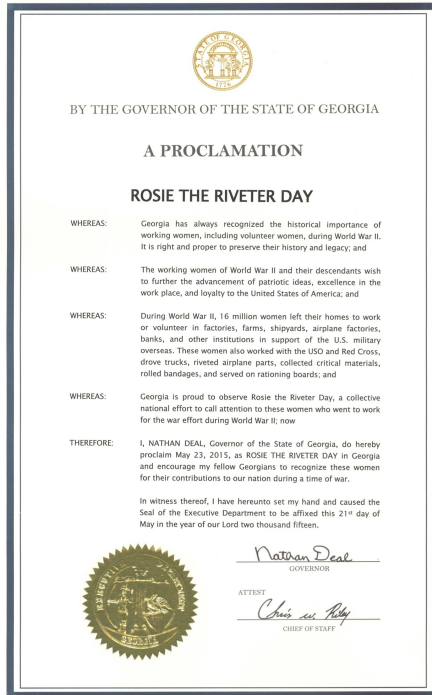 STATE OF GEORGIA
1776
BY THE GOVERNOR OF THE STATE OF GEORGIA
A PROCLAMATION
ROSIE THE RIVETER DAY
WHEREAS: Georgia has always recognized the historical importance of
working women, including volunteer women, during World War II.
It is right and proper to preserve their history and legacy; and
WHEREAS: The working women of World War II and their descendants wish
to further the advancement of patriotic ideas, excellence in the
work place, and loyalty to the United States of America; and
WHEREAS: During World War II, 16 million women left their homes to work
or volunteer in factories, farms, shipyards, airplane factories,
banks, and other institutions in support of the U.S. military
overseas. These women also worked with the USO and Red Cross,
drove trucks, riveted airplane parts, collected critical materials,
rolled bandages, and served on rationing boards; and
WHEREAS: Georgia is proud to observe Rosie the Riveter Day, a collective
national effort to call attention to these women who went to work
for the war effort during World War II; now
THEREFORE: I, NATHAN DEAL, Governor of the State of Georgia, do hereby
proclaim May 23, 2015, as ROSIE THE RIVETER DAY in Georgia
and encourage my fellow Georgians to recognize these women
for their contributions to our nation during a time of war.
In witness thereof, I have hereunto set my hand and caused the
Seal of the Executive Department to be affixed this 21st day of
May in the year of our Lord two thousand fifteen.
Nathan Deal
GOVERNOR
ATTEST
Chris W. Riley
CHIEF OF STAFF
EXECUTIVE DEPARTMENT
GEORGIA